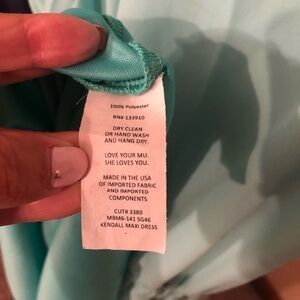 100% Polyester
RN# 133910
DRY CLEAN
OR HAND WASH
AND HANG DRY.
LOVE YOUR MU.
SHE LOVES YOU.
MADE IN THE USA
OF IMPORTED FABRIC
AND IMPORTED
COMPONENTS
CUT# 3380
MBM6-141 SG46
KENDALL MAXI DRESS